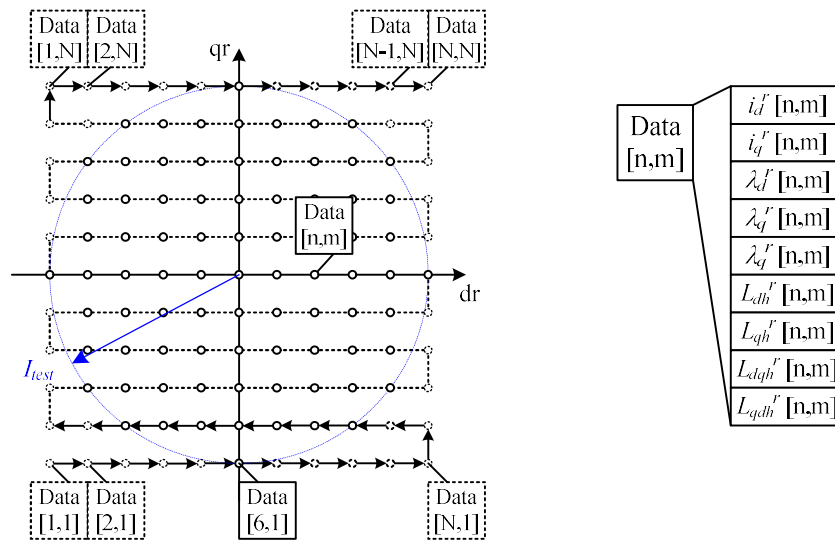 Data Data
[1,N] [2,N]
qr
Data Data
[N-1,N] [N,N]
Data
[n,m]
dr
I_test
Data Data
[1,1] [2,1]
Data
[6,1]
Data
[N,1]
Data
[n,m]
i_d^r [n,m]
i_q^r [n,m]
λ_d^r [n,m]
λ_q^r [n,m]
λ_q^r [n,m]
L_dh^r [n,m]
L_qh^r [n,m]
L_dqh^r [n,m]
L_qdh^r [n,m]